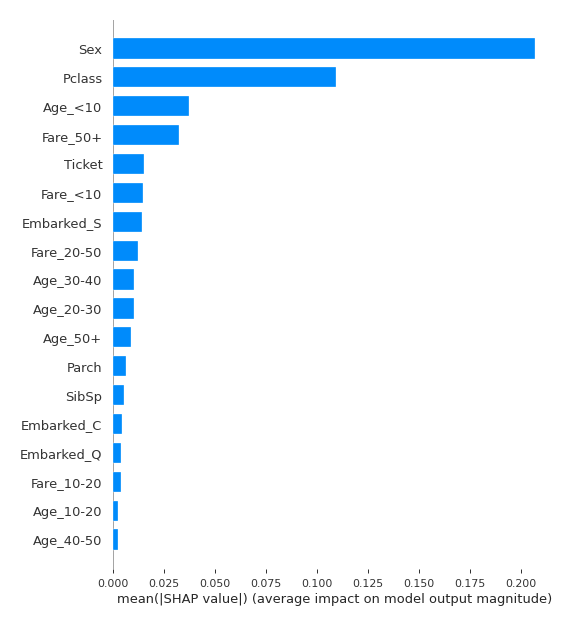 Sex
Pclass
Age_<10
Fare_50+
Ticket
Fare_<10
Embarked_S
Fare_20-50
Age_30-40
Age_20-30
Age_50+
Parch
SibSp
Embarked_C
Embarked_Q
Fare_10-20
Age_10-20
Age_40-50
0.000 0.025 0.050 0.075 0.100 0.125 0.150 0.175 0.200
mean(|SHAP value|) (average impact on model output magnitude)